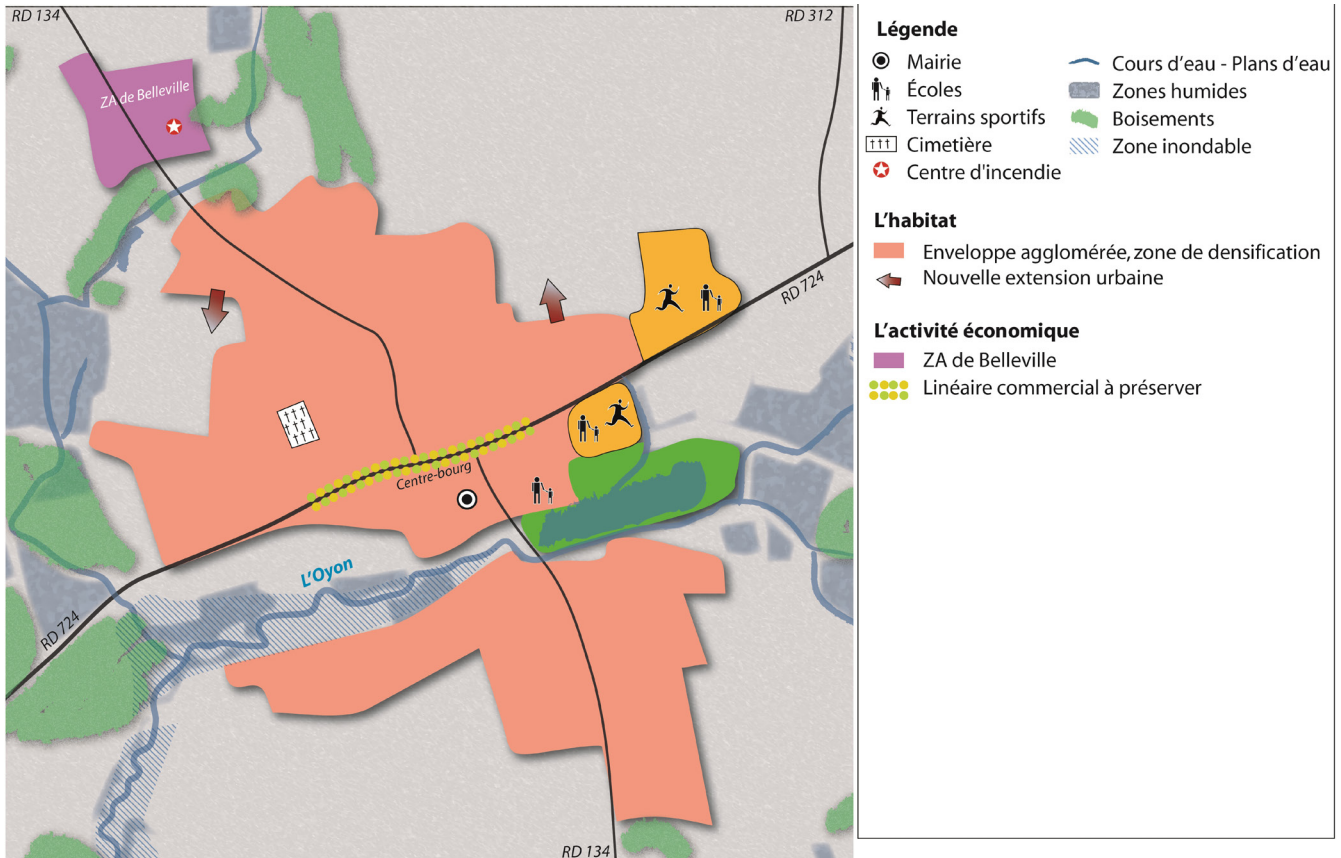 RD 134
RD 312
ZA de Belleville
RD 724
Centre-bourg
L'Oyon
RD 724
RD 134
Légende
Mairie
Écoles
Terrains sportifs
Cimetière
Centre d'incendie
Cours d'eau - Plans d'eau
Zones humides
Boisements
Zone inondable
L'habitat
Enveloppe agglomérée, zone de densification
Nouvelle extension urbaine
L'activité économique
ZA de Belleville
Linéaire commercial à préserver